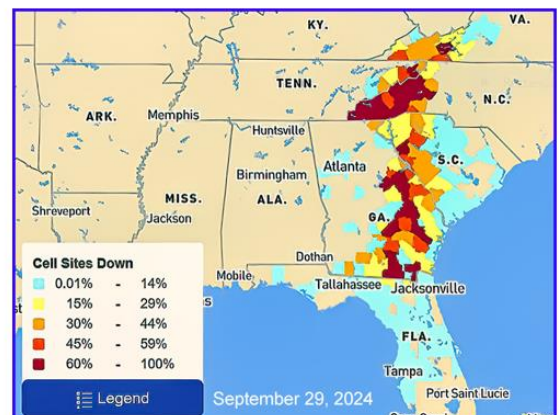 KY.
VA.
TENN.
N.C.
ARK.
Memphis
Huntsville
Atlanta
S.C.
Birmingham
MISS.
ALA.
GA.
Shreveport
Jackson
Dothan
Mobile
Tallahassee
Jacksonville
FLA.
Tampa
Port Saint Lucie
Cell Sites Down
0.01% - 14%
15% - 29%
30% - 44%
45% - 59%
60% - 100%
Legend
September 29, 2024